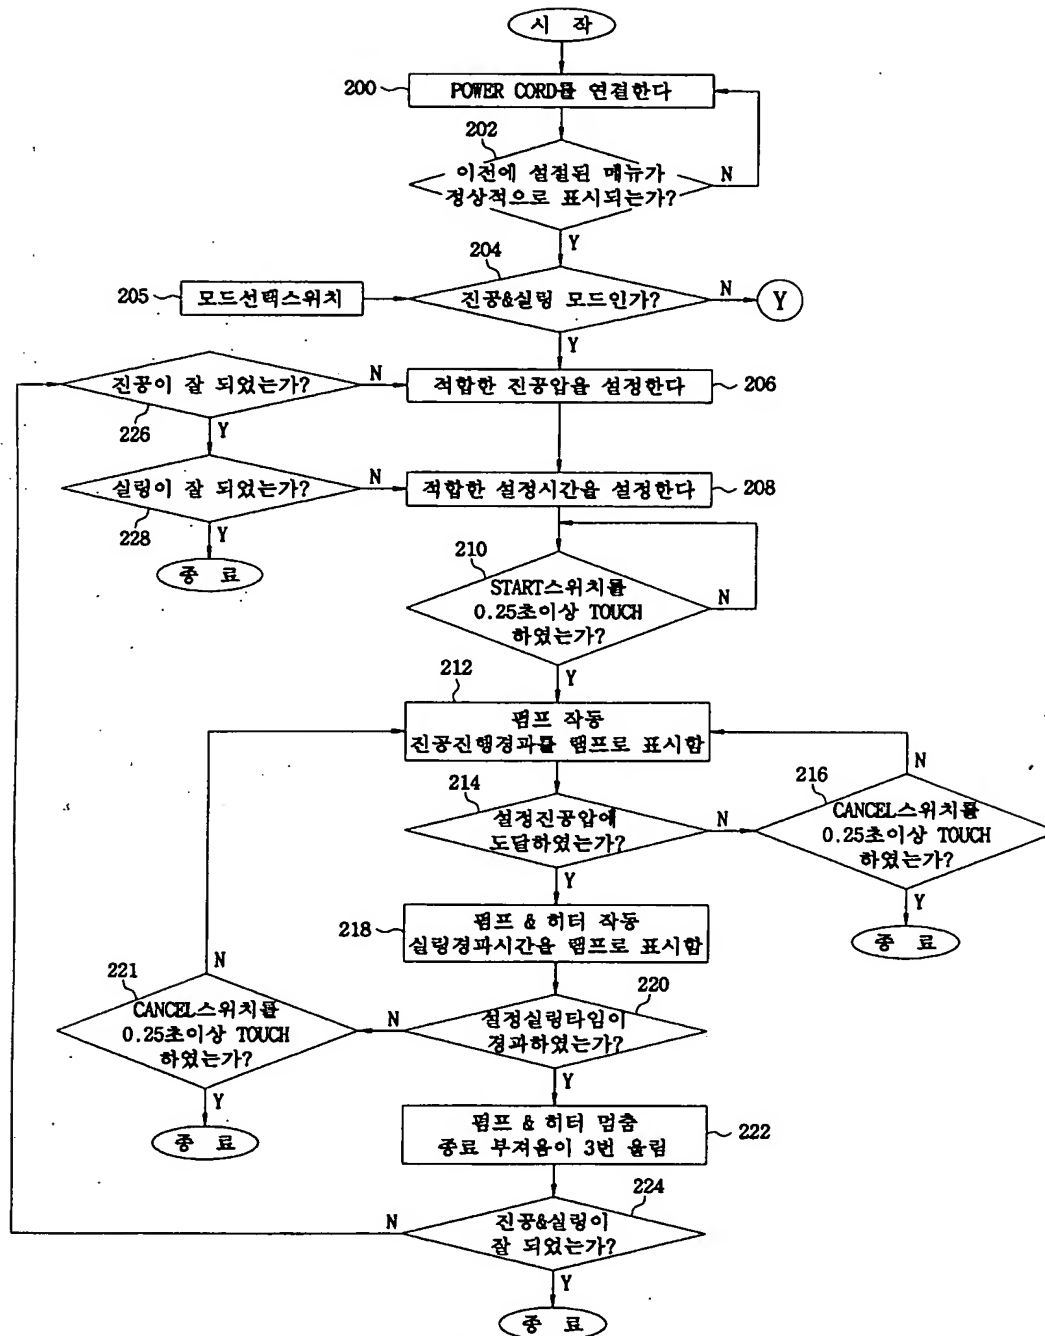 시 작
200
POWER CORD를 연결한다
202
이전에 설절된 메뉴가
정상적으로 표시되는가?
N
Y
204
205
모드선택스위치
진공&실링 모드인가?
N
Y
Y
진공이 잘 되었는가?
N
적합한 진공압을 설정한다
206
226
Y
실링이 잘 되었는가?
N
적합한 설정시간을 설정한다
208
228
Y
종 료
210
START스위치를
0.25초이상 TOUCH
하였는가?
N
Y
212
펌프 작동
진공진행경과를 램프로 표시함
214
설정진공압에
도달하였는가?
N
Y
216
N
CANCEL스위치를
0.25초이상 TOUCH
하였는가?
Y
종 료
218
펌프 & 히터 작동
실링경과시간을 램프로 표시함
220
설정실링타임이
경과하였는가?
N
Y
221
N
CANCEL스위치를
0.25초이상 TOUCH
하였는가?
Y
종 료
펌프 & 히터 멈춤
종료 부져음이 3번 울림
222
224
진공&실링이
잘 되었는가?
N
Y
종 료